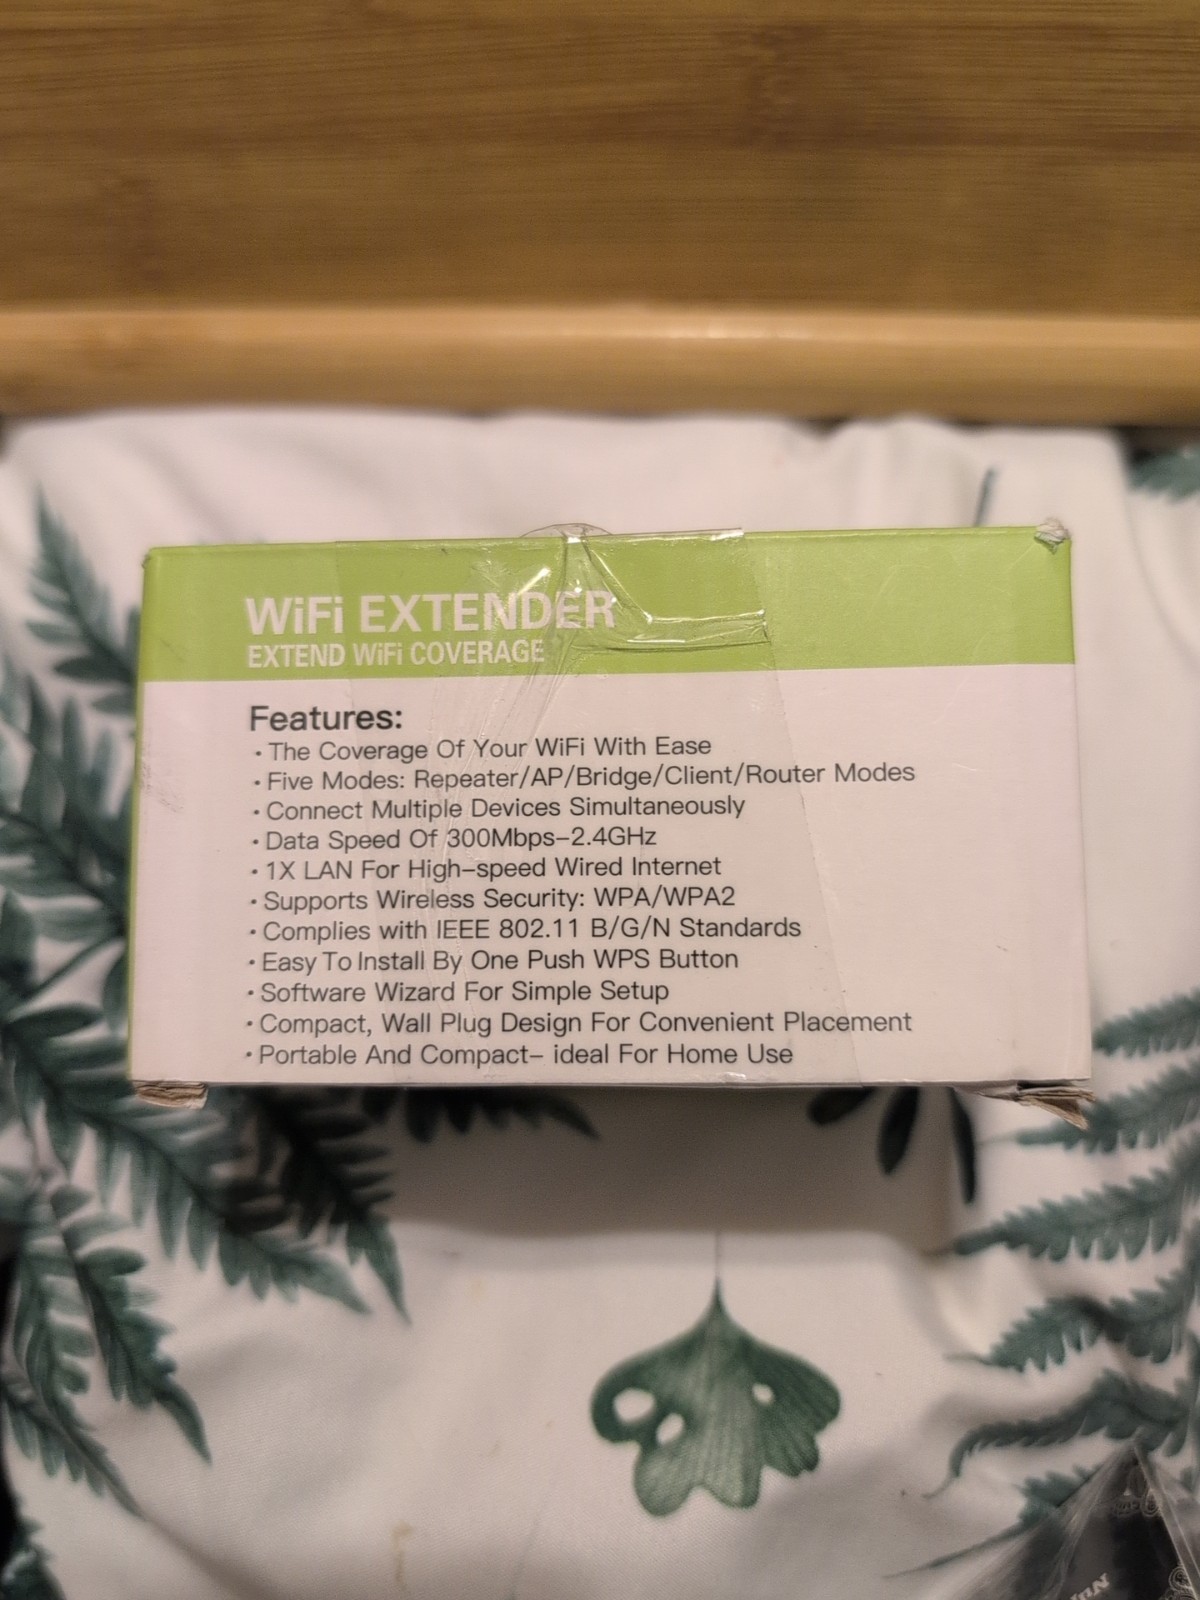 WiFi EXTENDER
EXTEND WiFi COVERAGE
Features:
· The Coverage Of Your WiFi With Ease
· Five Modes: Repeater/AP/Bridge/Client/Router Modes
· Connect Multiple Devices Simultaneously
· Data Speed Of 300Mbps–2.4GHz
· 1X LAN For High–speed Wired Internet
· Supports Wireless Security: WPA/WPA2
· Complies with IEEE 802.11 B/G/N Standards
· Easy To Install By One Push WPS Button
· Software Wizard For Simple Setup
· Compact, Wall Plug Design For Convenient Placement
· Portable And Compact– ideal For Home Use